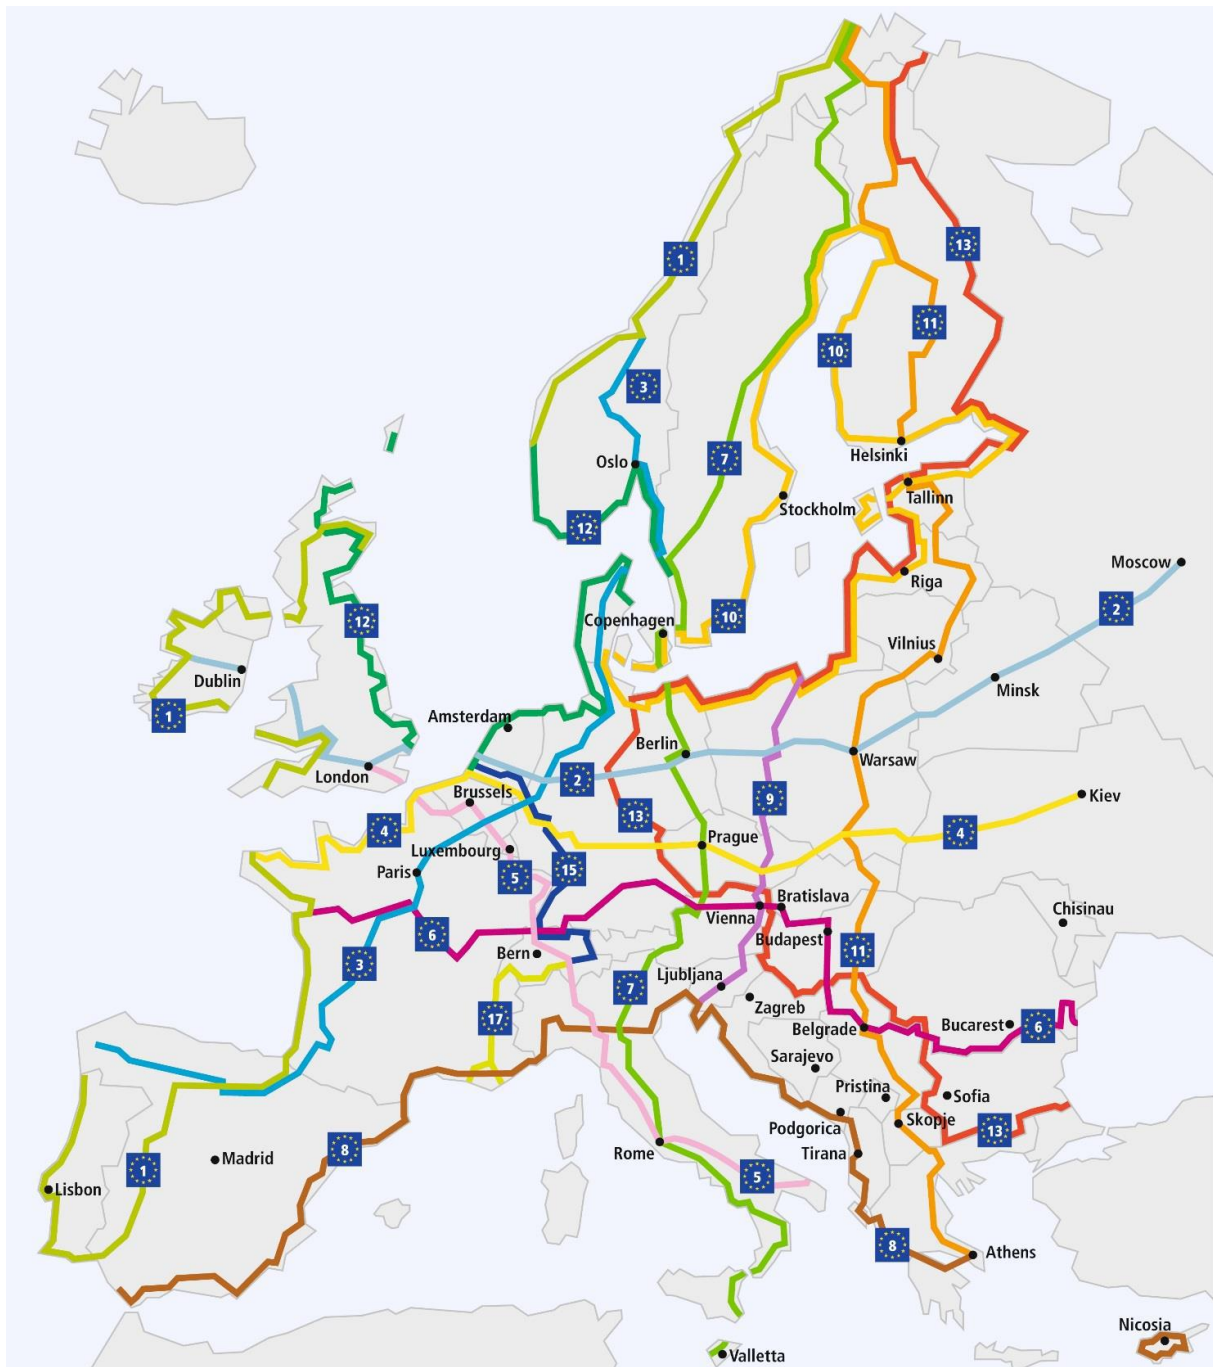 1
13
11
10
3
7
Oslo
Helsinki
12
Stockholm
Tallinn
Moscow
Riga
2
12
Copenhagen
10
Vilnius
Dublin
Minsk
1
Amsterdam
Berlin
Warsaw
London
2
Brussels
9
Kiev
13
4
4
Prague
Luxembourg
Paris
5
15
Bratislava
Chisinau
Vienna
6
Budapest
Bern
11
3
Ljubljana
7
Zagreb
17
Belgrade
Bucarest
6
Sarajevo
Pristina
Sofia
Skopje
Podgorica
13
8
Rome
Tirana
Madrid
1
5
Lisbon
8
Athens
Nicosia
Valletta